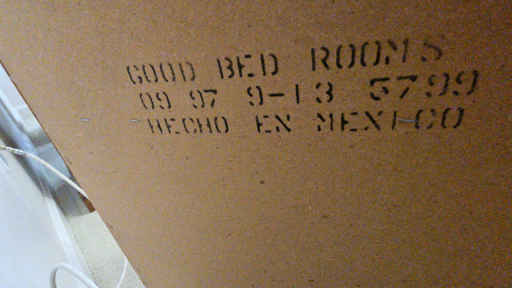 GOOD BED ROOMS
09 97 9-13 5799
HECHO EN MEXICO